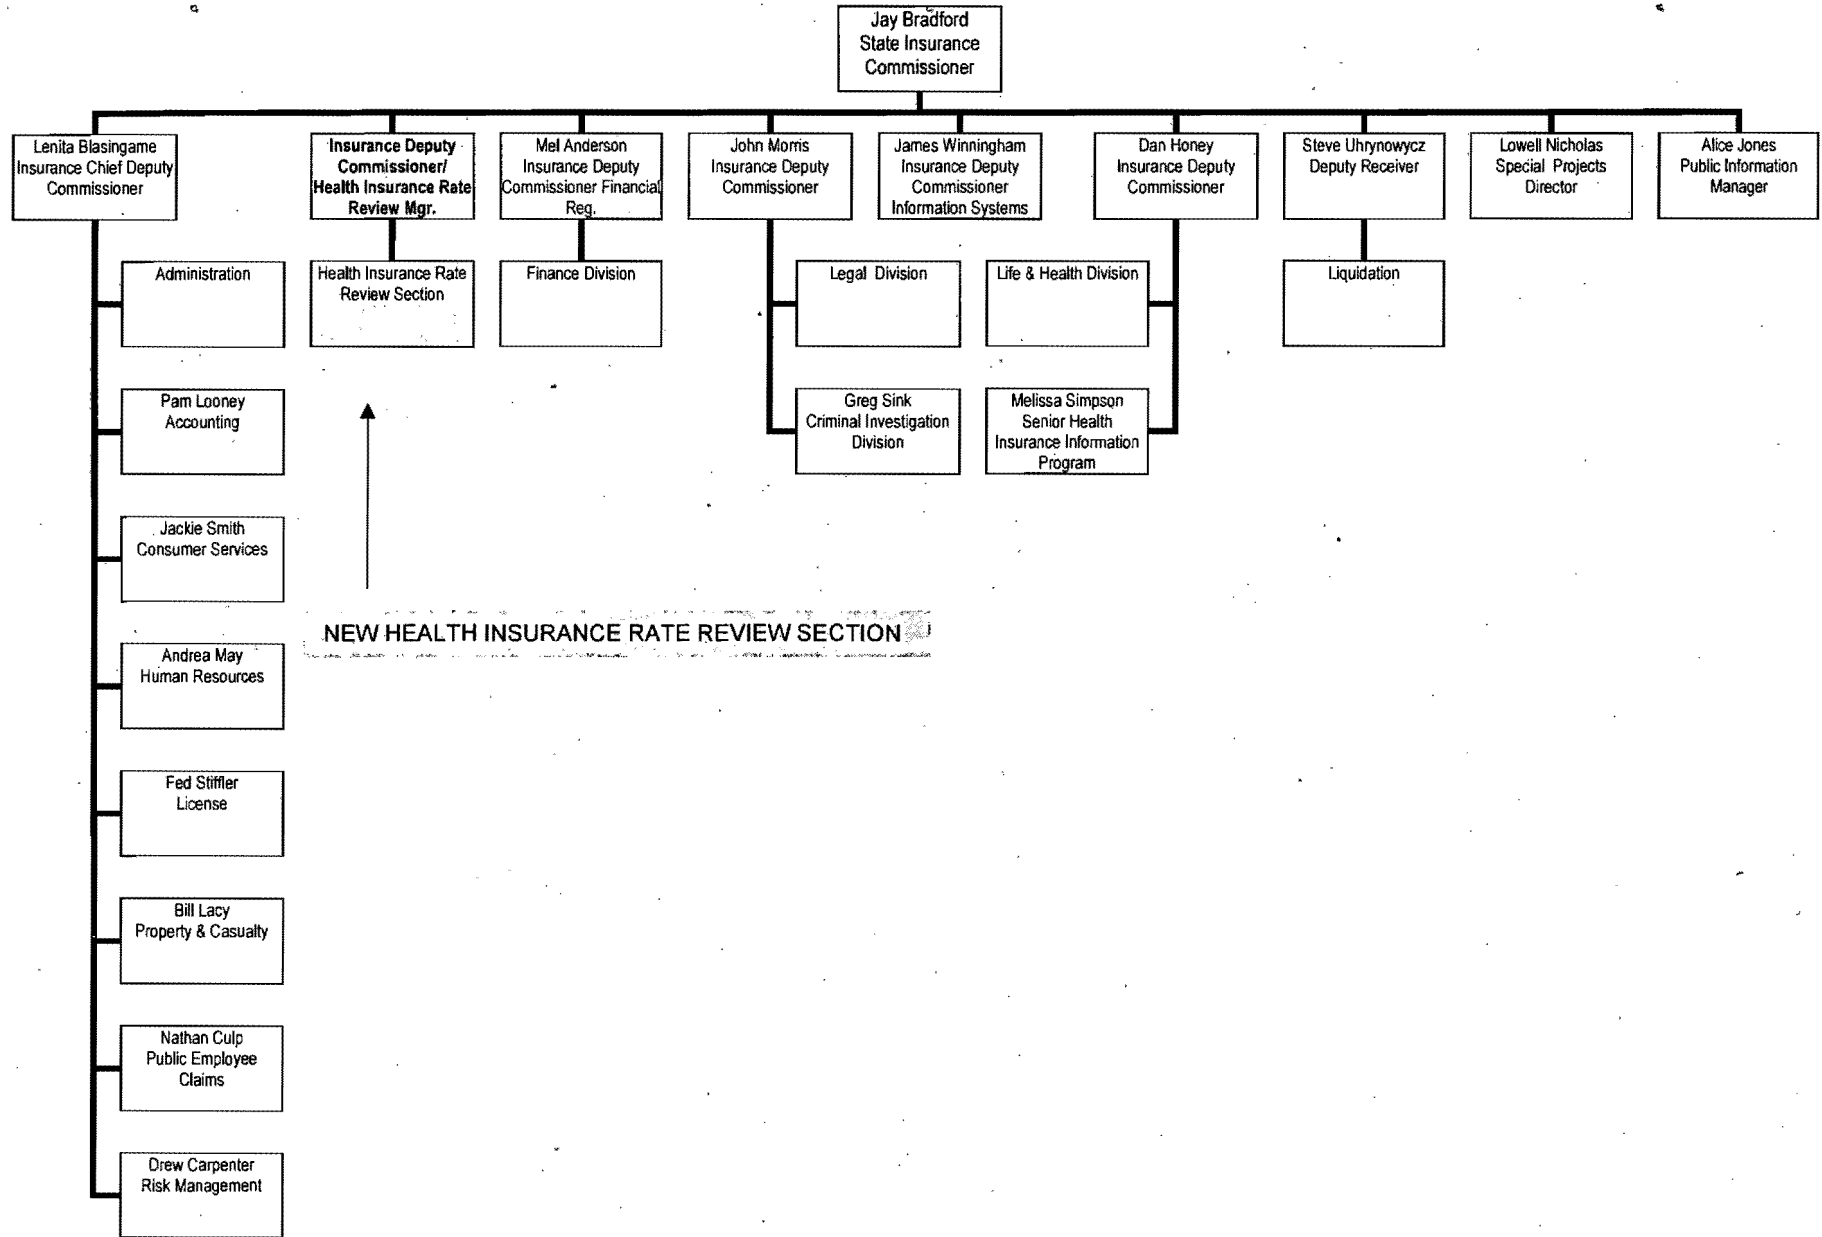 Jay Bradford
State Insurance
Commissioner
Lenita Blasingame
Insurance Chief Deputy
Commissioner
Insurance Deputy
Commissioner/
Health Insurance Rate
Review Mgr.
Mel Anderson
Insurance Deputy
Commissioner Financial
Reg.
John Morris
Insurance Deputy
Commissioner
James Winningham
Insurance Deputy
Commissioner
Information Systems
Dan Honey
Insurance Deputy
Commissioner
Steve Uhrynowycz
Deputy Receiver
Lowell Nicholas
Special Projects
Director
Alice Jones
Public Information
Manager
Administration
Health Insurance Rate
Review Section
Finance Division
Legal Division
Life & Health Division
Liquidation
Pam Looney
Accounting
Greg Sink
Criminal Investigation
Division
Melissa Simpson
Senior Health
Insurance Information
Program
Jackie Smith
Consumer Services
NEW HEALTH INSURANCE RATE REVIEW SECTION
Andrea May
Human Resources
Fed Stiffler
License
Bill Lacy
Property & Casualty
Nathan Culp
Public Employee
Claims
Drew Carpenter
Risk Management